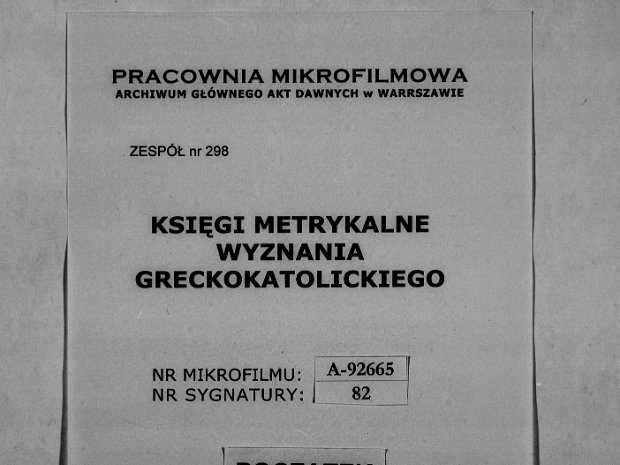 PRACOWNIA MIKROFILMOWA
ARCHIWUM GŁÓWNEGO AKT DAWNYCH w WARRSZAWIE
ZESPÓŁ nr 298
KSIĘGI METRYKALNE
WYZNANIA
GRECKOKATOLICKIEGO
NR MIKROFILMU: A-92665
NR SYGNATURY: 82